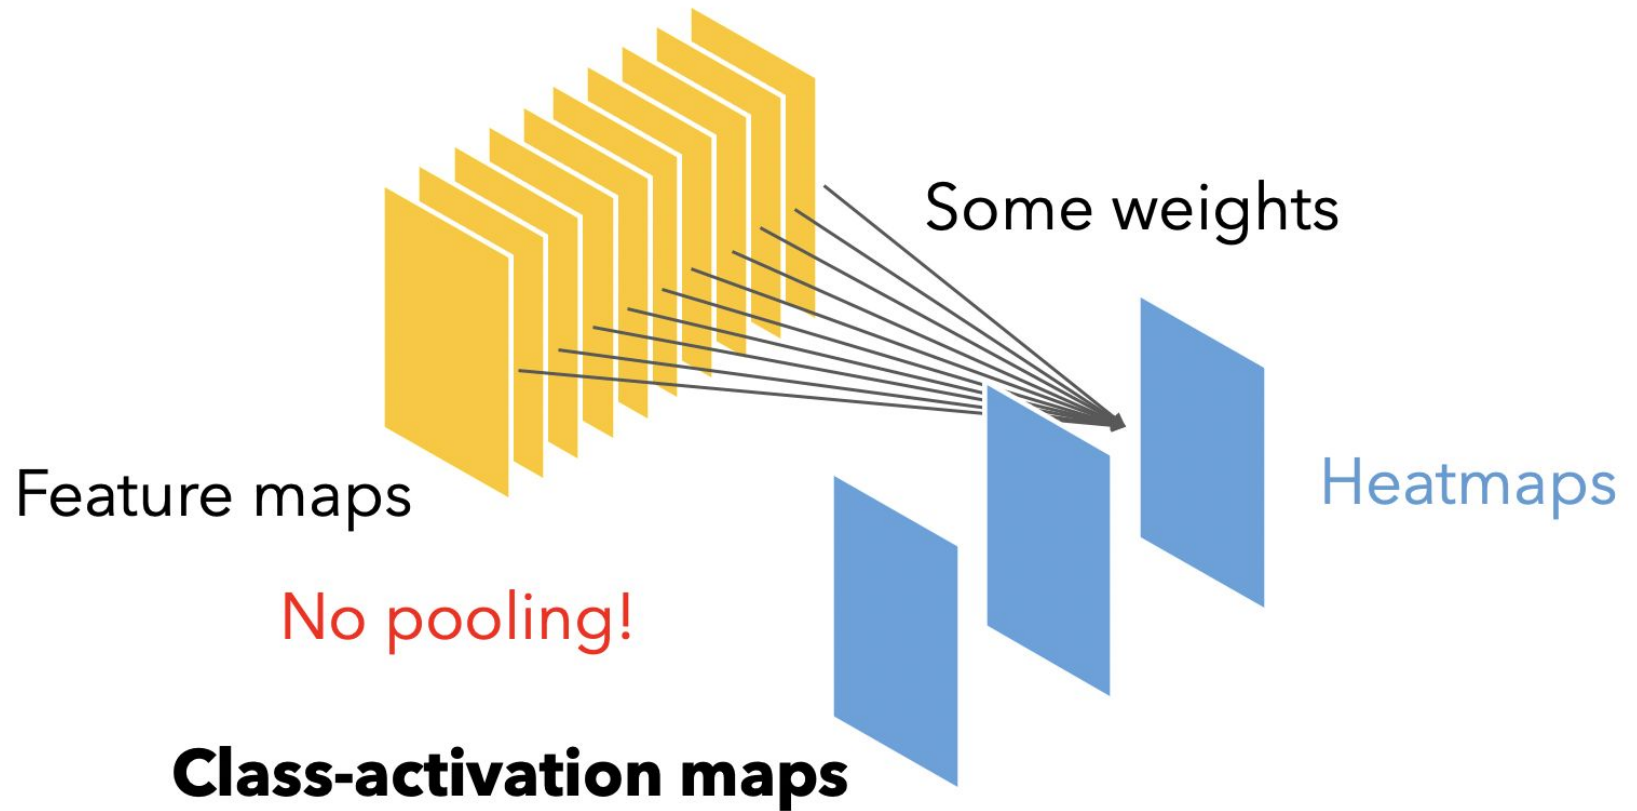 Some weights
Feature maps
Heatmaps
No pooling!
Class-activation maps